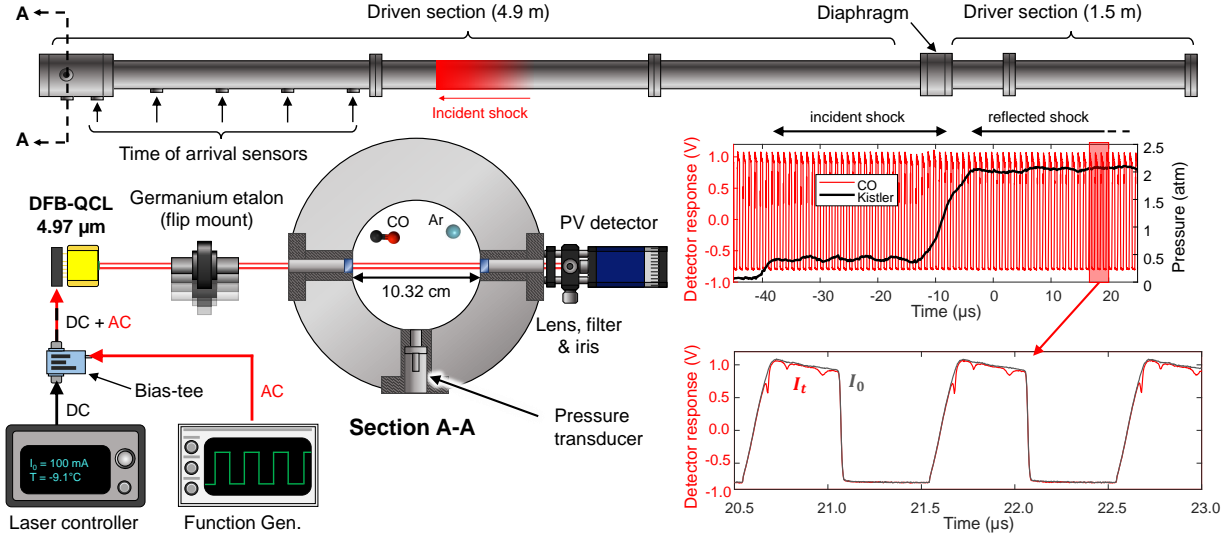 A
Driven section (4.9 m)
Diaphragm
Driver section (1.5 m)
Incident shock
A
Time of arrival sensors
DFB-QCL
4.97 µm
Germanium etalon
(flip mount)
CO
Ar
10.32 cm
PV detector
Lens, filter
& iris
DC + AC
Bias-tee
AC
DC
Section A-A
Pressure
transducer
I0 = 100 mA
T = -9.1°C
Laser controller
Function Gen.
incident shock
reflected shock
Detector response (V)
1.0
0.5
0.0
-0.5
-1.0
CO
Kistler
2.5
2
1.5
1
0.5
0
Pressure (atm)
-40
-30
-20
-10
0
10
20
Time (µs)
Detector response (V)
1.0
0.5
0.0
-0.5
-1.0
It
I0
20.5
21.0
21.5
22.0
22.5
23.0
Time (µs)